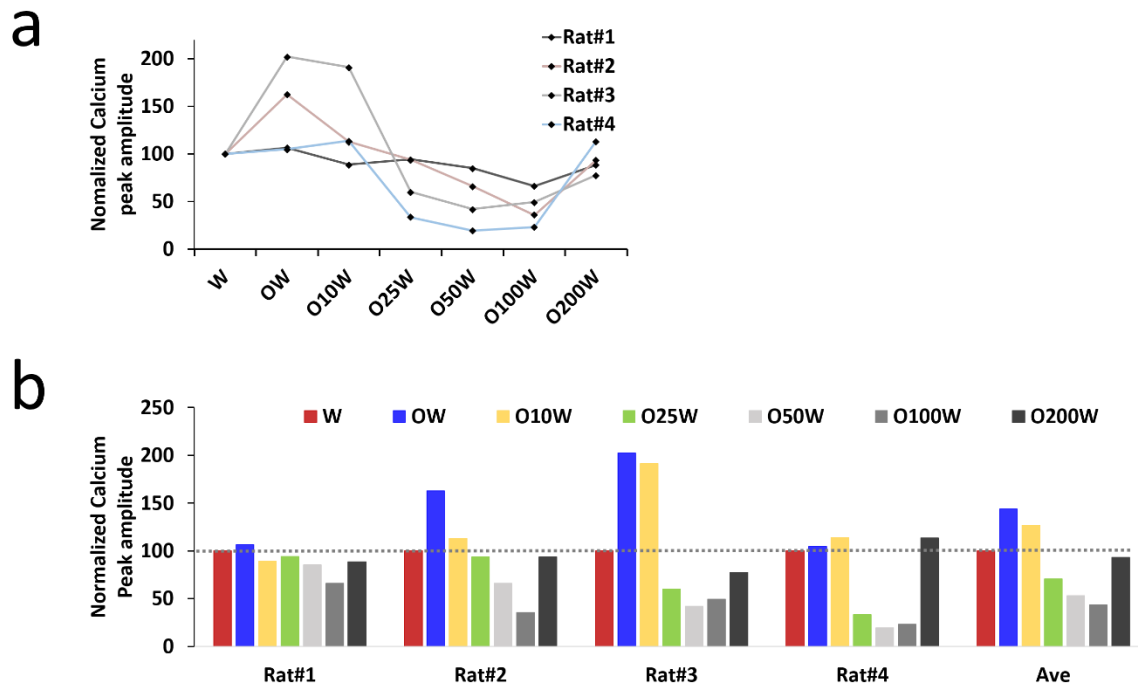 a
Nomalized Calcium
peak amplitude
200
150
100
50
0
Rat#1
Rat#2
Rat#3
Rat#4
W
OW
O10W
O25W
O50W
O100W
O200W
b
Normalized Calcium
Peak amplitude
250
200
150
100
50
0
W OW O10W O25W O50W O100W O200W
Rat#1 Rat#2 Rat#3 Rat#4 Ave